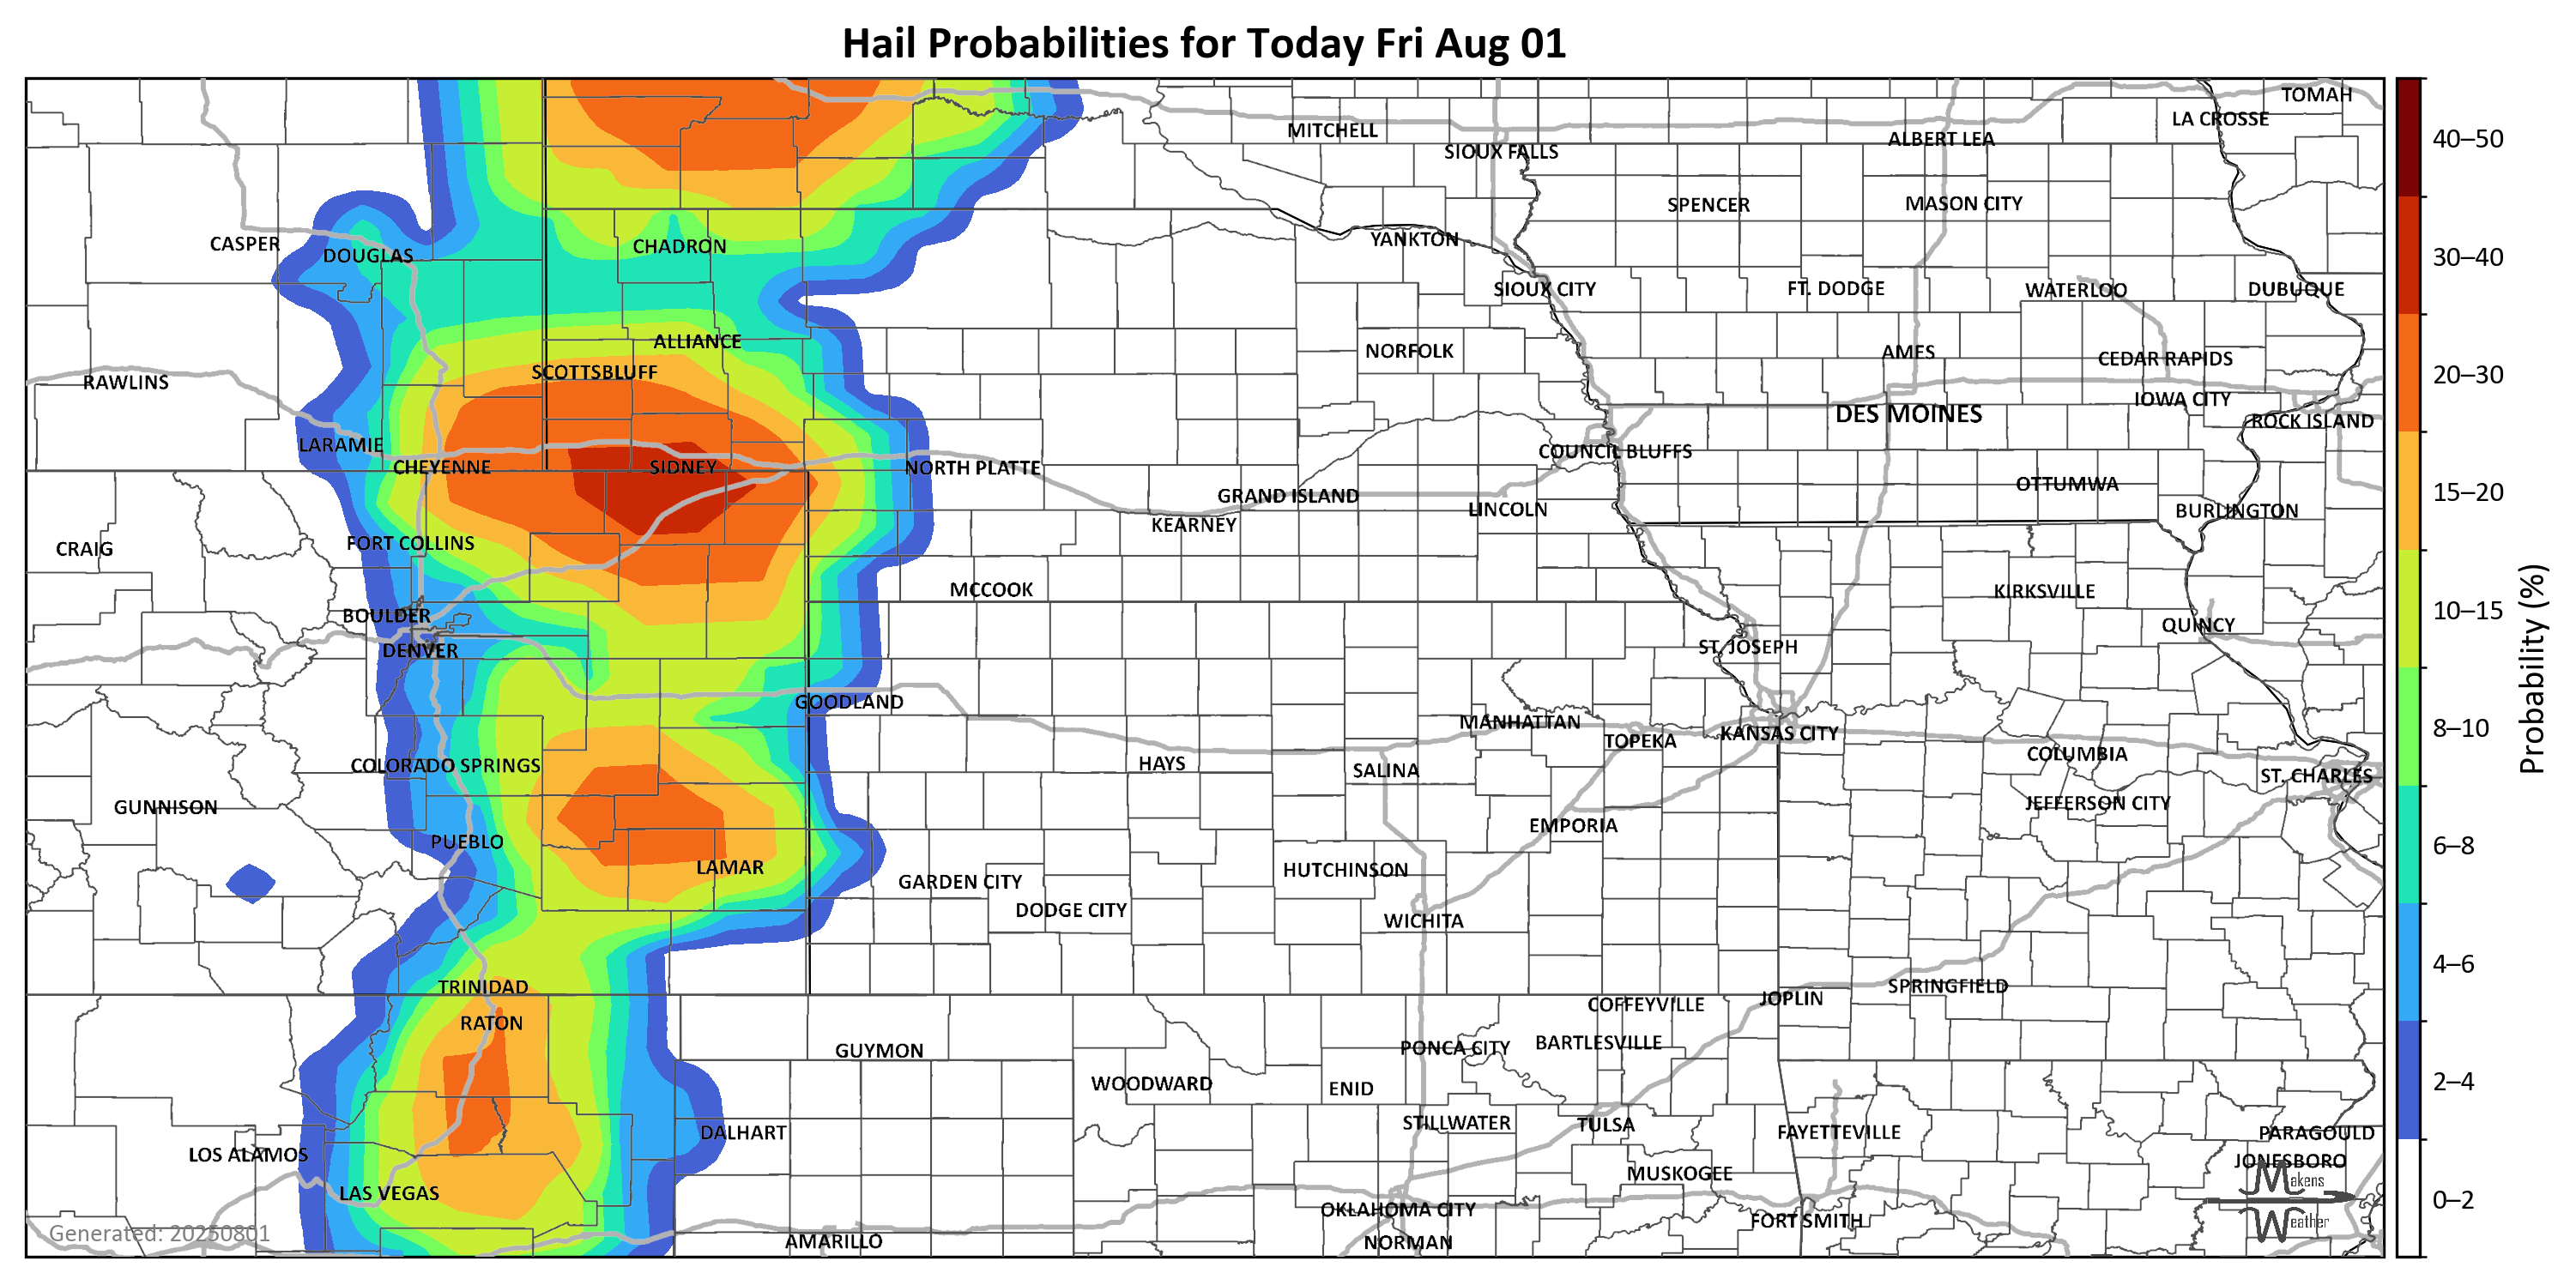 Hail Probabilities for Today Fri Aug 01
TOMAH
LA CROSSE
MITCHELL
ALBERT LEA
SIOUX FALLS
SPENCER
MASON CITY
CASPER
DOUGLAS
CHADRON
YANKTON
SIOUX CITY
FT. DODGE
WATERLOO
DUBUQUE
ALLIANCE
NORFOLK
AMES
CEDAR RAPIDS
SCOTTSBLUFF
RAWLINS
IOWA CITY
DES MOINES
ROCK ISLAND
LARAMIE
COUNCIL BLUFFS
CHEYENNE
SIDNEY
NORTH PLATTE
OTTUMWA
GRAND ISLAND
LINCOLN
BURLINGTON
KEARNEY
CRAIG
FORT COLLINS
MCCOOK
KIRKSVILLE
BOULDER
QUINCY
DENVER
ST. JOSEPH
GOODLAND
MANHATTAN
TOPEKA
KANSAS CITY
COLUMBIA
COLORADO SPRINGS
HAYS
SALINA
ST. CHARLES
GUNNISON
JEFFERSON CITY
EMPORIA
PUEBLO
LAMAR
HUTCHINSON
GARDEN CITY
DODGE CITY
WICHITA
TRINIDAD
SPRINGFIELD
JOPLIN
COFFEYVILLE
RATON
BARTLESVILLE
PONCA CITY
GUYMON
WOODWARD
ENID
STILLWATER
TULSA
DALHART
FAYETTEVILLE
PARAGOULD
LOS ALAMOS
JONESBORO
MUSKOGEE
LAS VEGAS
OKLAHOMA CITY
FORT SMITH
AMARILLO
NORMAN
Generated: 20250801
Makens
Weather
40–50
30–40
20–30
15–20
10–15
8–10
6–8
4–6
2–4
0–2
Probability (%)